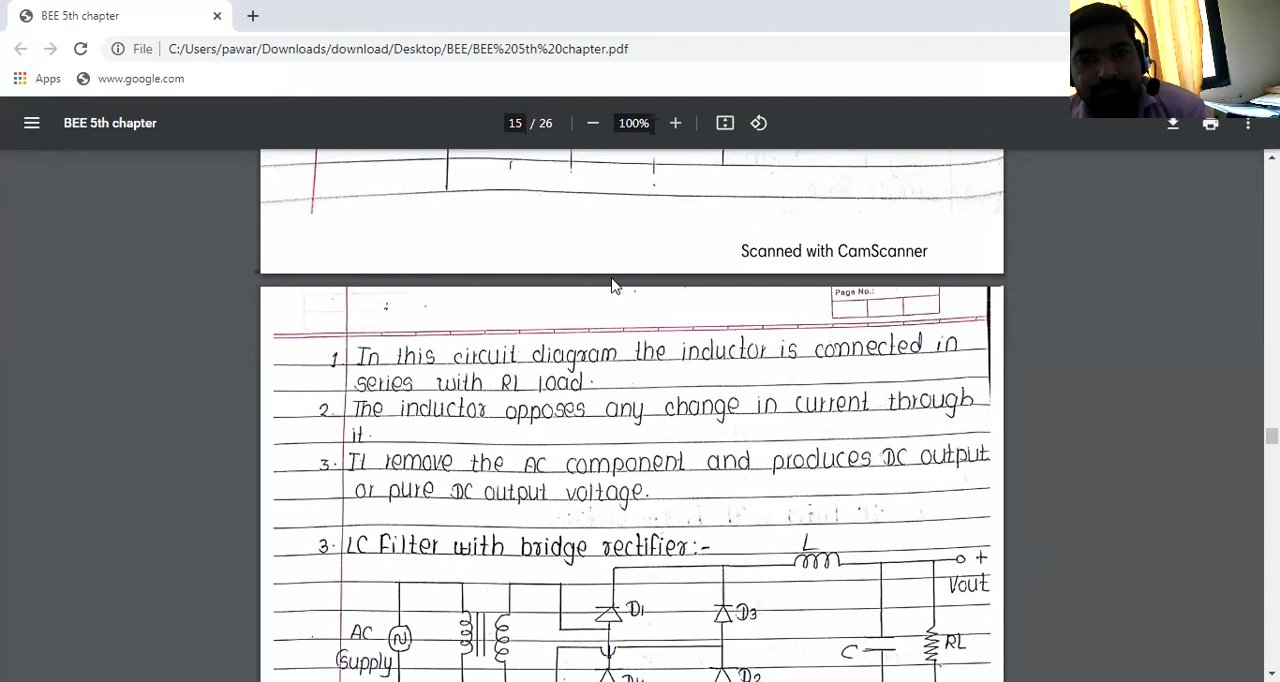 BEE 5th chapter
File
C:/Users/pawar/Downloads/download/Desktop/BEE/BEE%205th%20chapter.pdf
Apps
www.google.com
BEE 5th chapter
15 / 26
100%
Scanned with CamScanner
Page No.:
1. In this circuit diagram the inductor is connected in
series with RL load.
2. The inductor opposes any change in current through
it.
3. It remove the AC component and produces DC output
or pure DC output voltage.
3. LC Filter with bridge rectifier:-
L
+
Vout
D1
D3
AC
Supply
C
RL
D4
D2